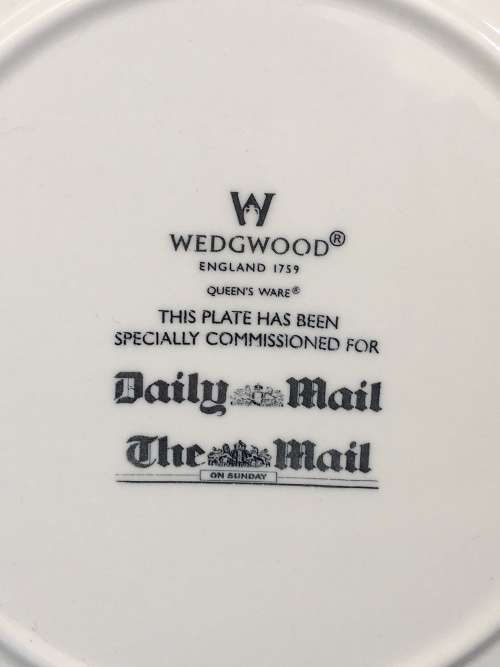 W
WEDGWOOD®
ENGLAND 1759
QUEEN'S WARE®
THIS PLATE HAS BEEN
SPECIALLY COMMISSIONED FOR
Daily Mail
The Mail
ON SUNDAY